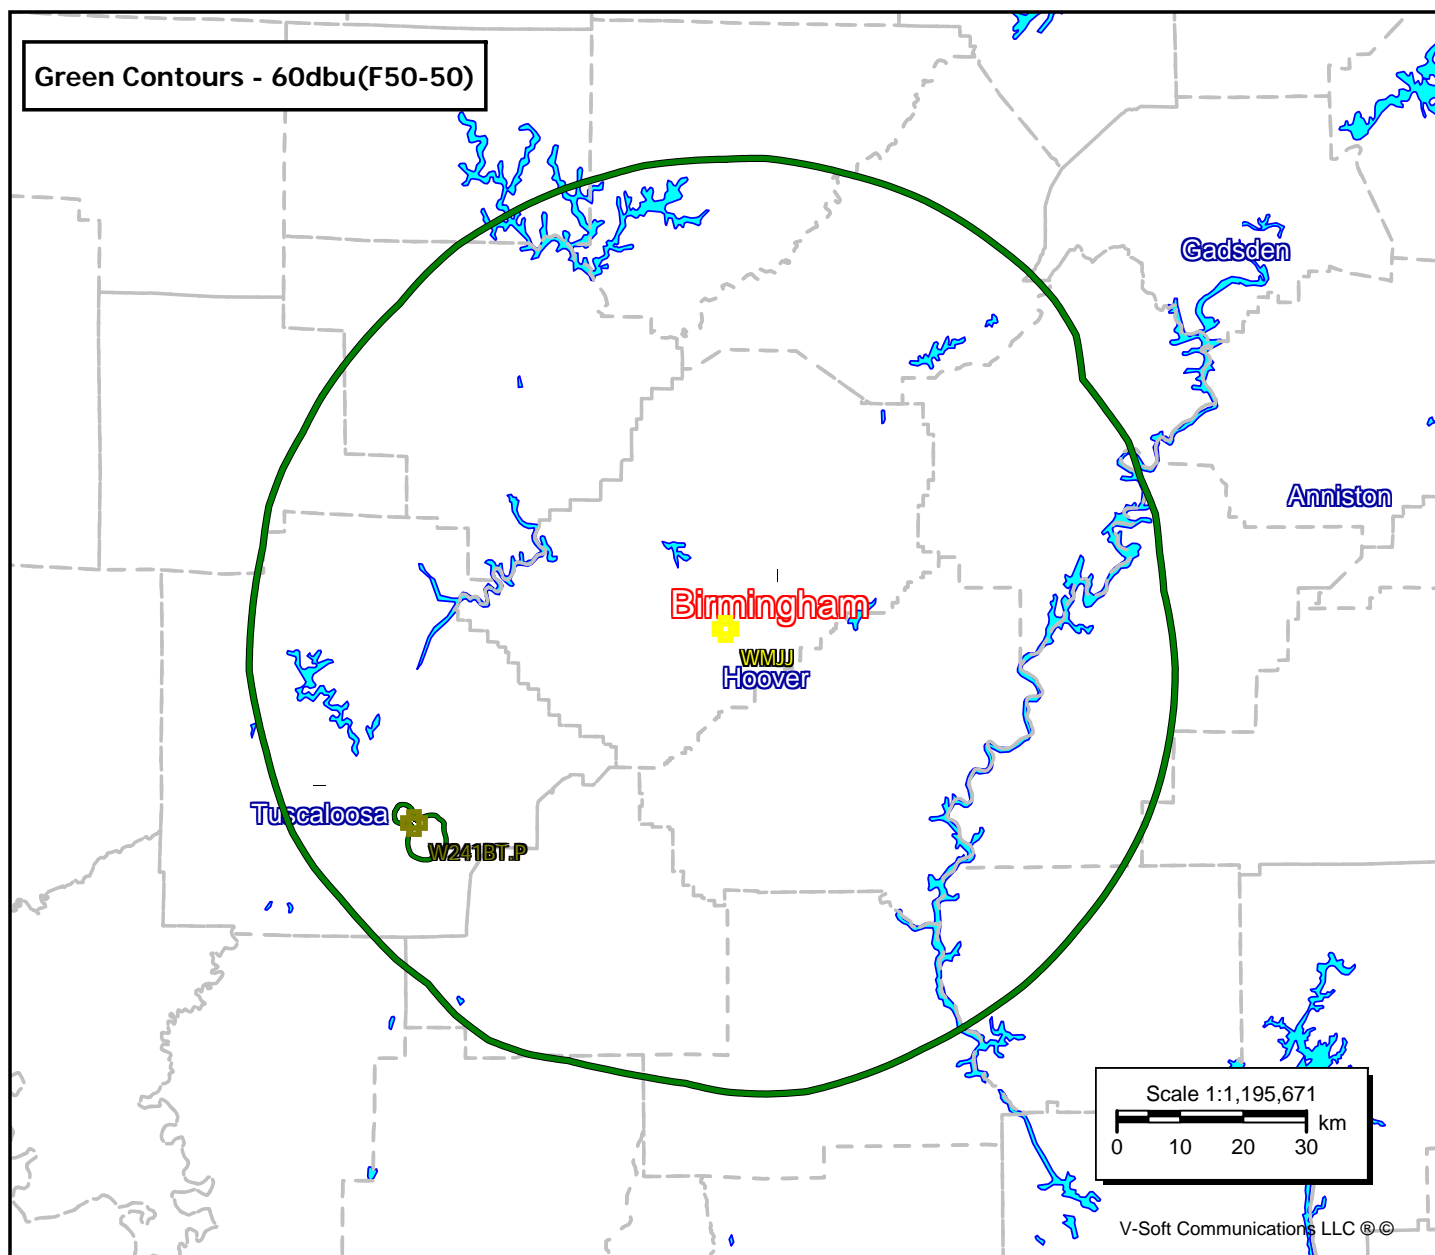 Green Contours - 60dbu(F50-50)
Gadsden
Anniston
Birmingham
WMJJ
Hoover
Tuscaloosa
W241BT.P
Scale 1:1,195,671
km
0 10 20 30
V-Soft Communications LLC ® ©